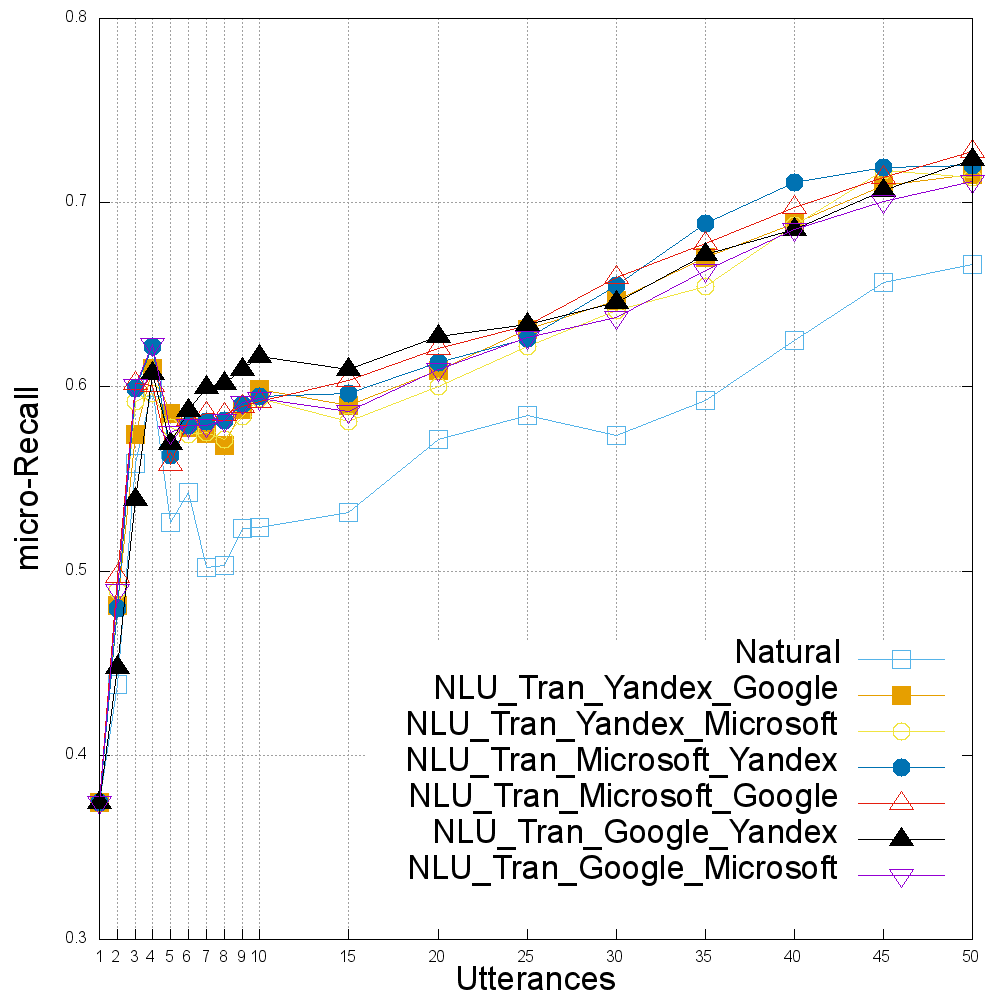 0.8
0.7
0.6
0.5
0.4
0.3
micro-Recall
Natural
NLU_Tran_Yandex_Google
NLU_Tran_Yandex_Microsoft
NLU_Tran_Microsoft_Yandex
NLU_Tran_Microsoft_Google
NLU_Tran_Google_Yandex
NLU_Tran_Google_Microsoft
1 2 3 4 5 6 7 8 9 10 15 20 25 30 35 40 45 50
Utterances